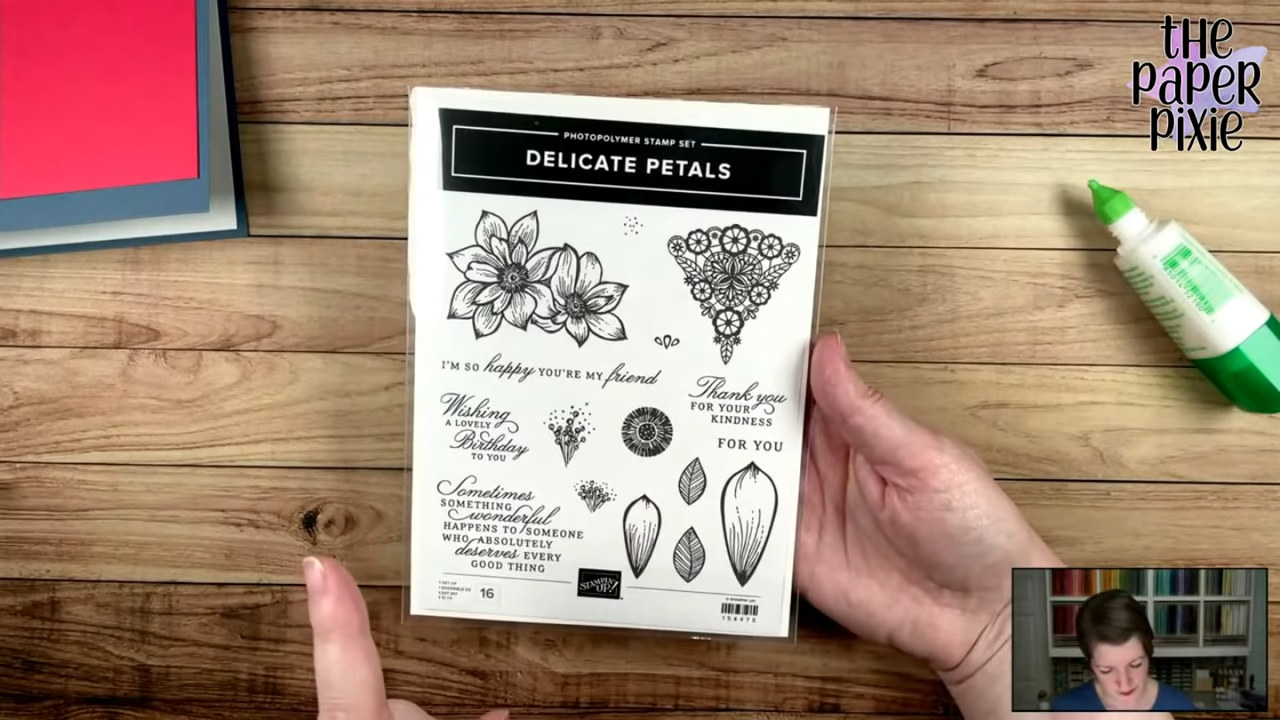 THE
PAPER
PIXIE
PHOTOPOLYMER STAMP SET
DELICATE PETALS
I'M SO happy YOU'RE MY friend
Thank you
FOR YOUR
KINDNESS
Wishing
A LOVELY
Birthday
TO YOU
FOR YOU
Sometimes
SOMETHING
wonderful
HAPPENS TO SOMEONE
WHO ABSOLUTELY
deserves EVERY
GOOD THING
16
STAMPIN' UP!
© STAMPIN' UP!
154475